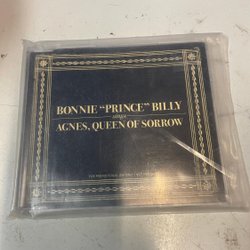 BONNIE "PRINCE" BILLY
SINGS
AGNES, QUEEN OF SORROW